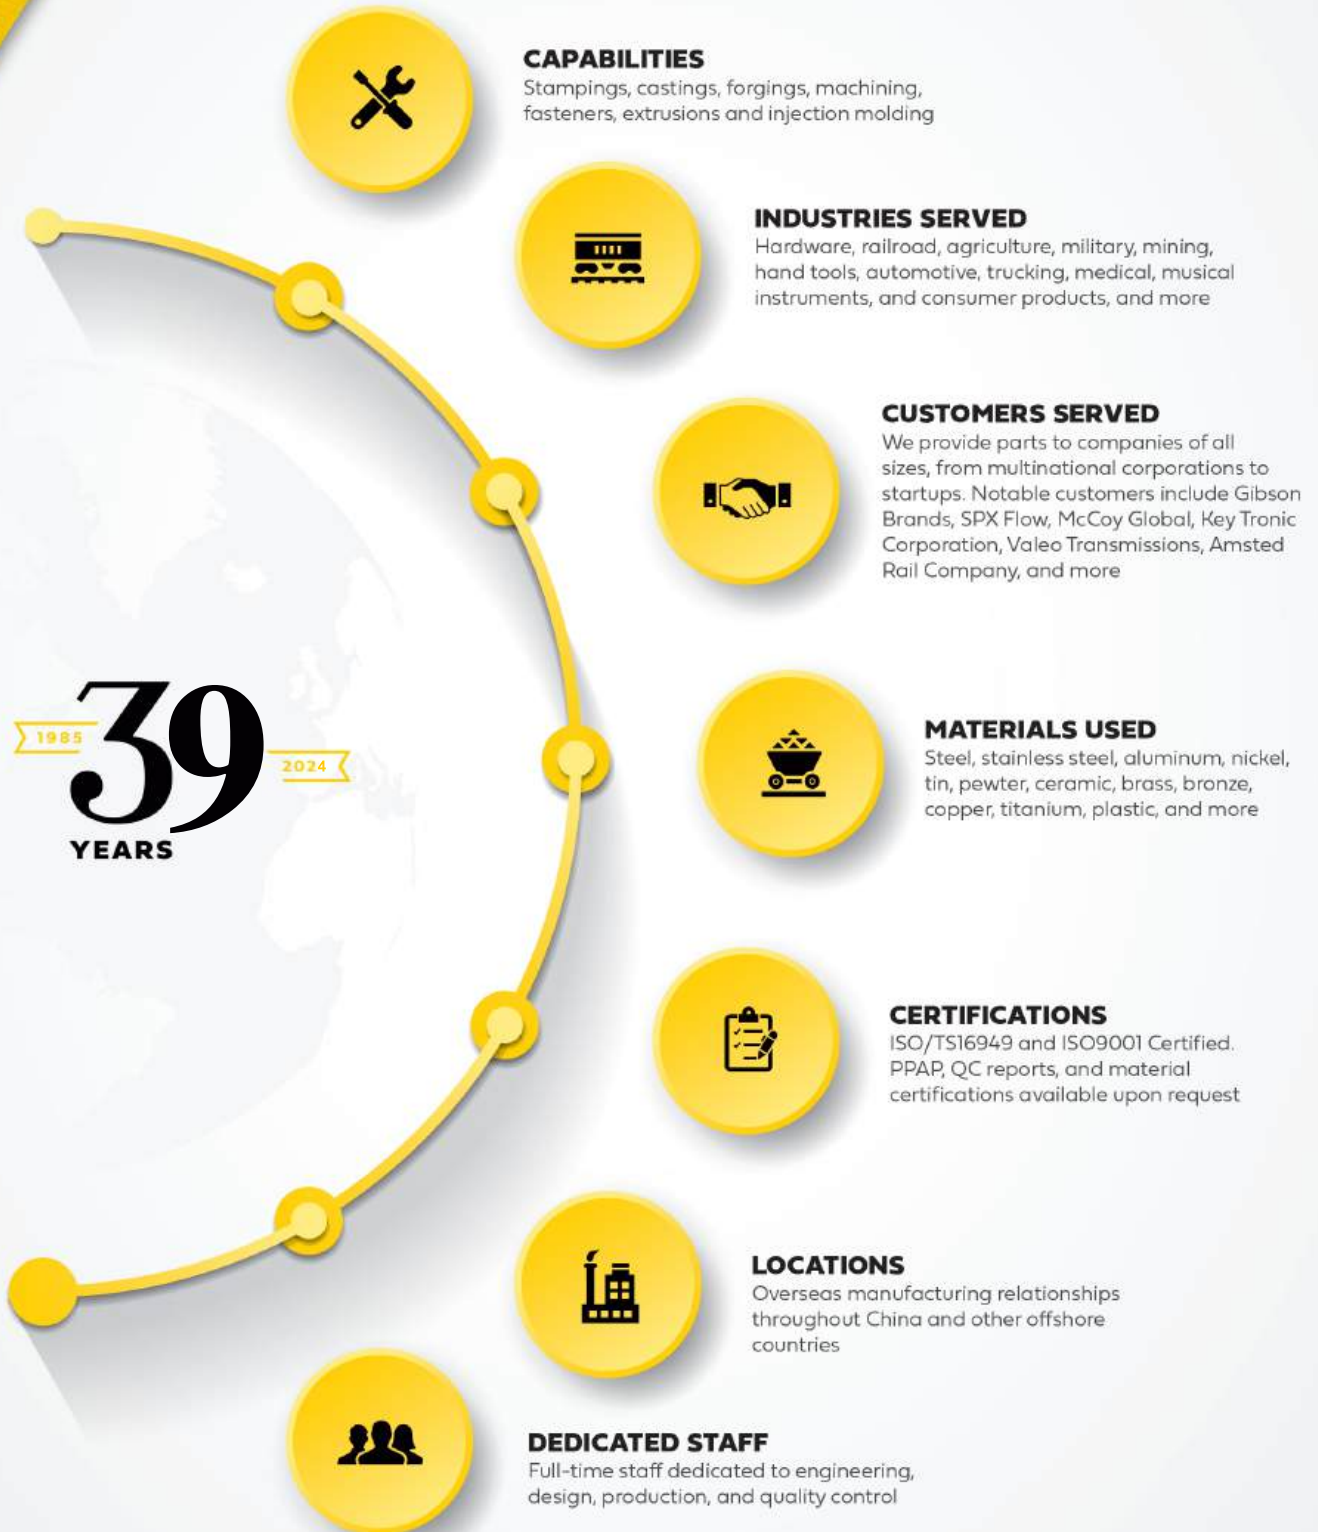 CAPABILITIES
Stampings, castings, forgings, machining,
fasteners, extrusions and injection molding
INDUSTRIES SERVED
Hardware, railroad, agriculture, military, mining,
hand tools, automotive, trucking, medical, musical
instruments, and consumer products, and more
CUSTOMERS SERVED
We provide parts to companies of all
sizes, from multinational corporations to
startups. Notable customers include Gibson
Brands, SPX Flow, McCoy Global, Key Tronic
Corporation, Valeo Transmissions, Amsted
Rail Company, and more
1985
39
2024
YEARS
MATERIALS USED
Steel, stainless steel, aluminum, nickel,
tin, pewter, ceramic, brass, bronze,
copper, titanium, plastic, and more
CERTIFICATIONS
ISO/TS16949 and ISO9001 Certified.
PPAP, QC reports, and material
certifications available upon request
LOCATIONS
Overseas manufacturing relationships
throughout China and other offshore
countries
DEDICATED STAFF
Full-time staff dedicated to engineering,
design, production, and quality control